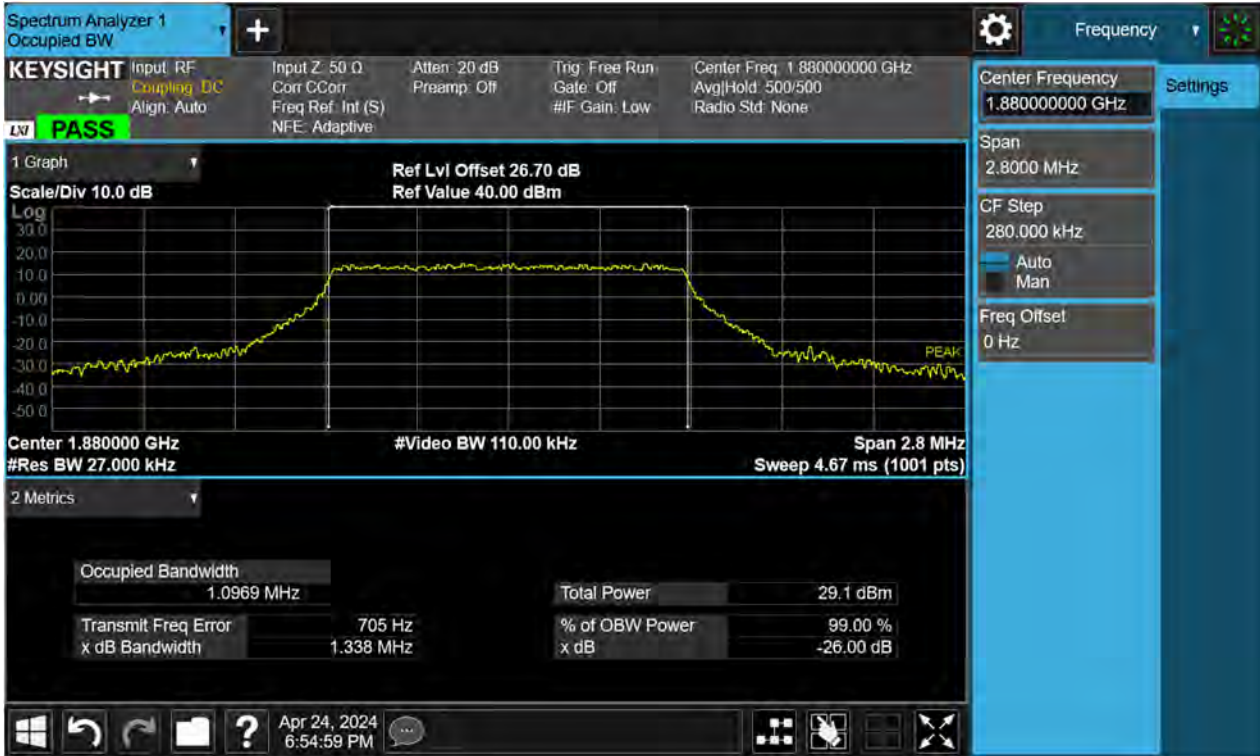 Spectrum Analyzer 1
Occupied BW
+
Frequency
KEYSIGHT
Input: RF
Coupling: DC
Align: Auto
Input Z: 50 Ω
Corr CCorr
Freq Ref: Int (S)
NFE: Adaptive
Atten: 20 dB
Preamp: Off
Trig: Free Run
Gate: Off
#IF Gain: Low
Center Freq: 1.880000000 GHz
Avg|Hold: 500/500
Radio Std: None
LXI
PASS
Center Frequency
1.880000000 GHz
Settings
Span
2.8000 MHz
CF Step
280.000 kHz
Auto
Man
Freq Offset
0 Hz
1 Graph
Scale/Div 10.0 dB
Ref Lvl Offset 26.70 dB
Ref Value 40.00 dBm
Log
30.0
20.0
10.0
0.00
-10.0
-20.0
-30.0
-40.0
-50.0
PEAK
Center 1.880000 GHz
#Video BW 110.00 kHz
Span 2.8 MHz
#Res BW 27.000 kHz
Sweep 4.67 ms (1001 pts)
2 Metrics
Occupied Bandwidth
1.0969 MHz
Total Power 29.1 dBm
Transmit Freq Error 705 Hz
% of OBW Power 99.00 %
x dB Bandwidth 1.338 MHz
x dB -26.00 dB
?
Apr 24, 2024
6:54:59 PM